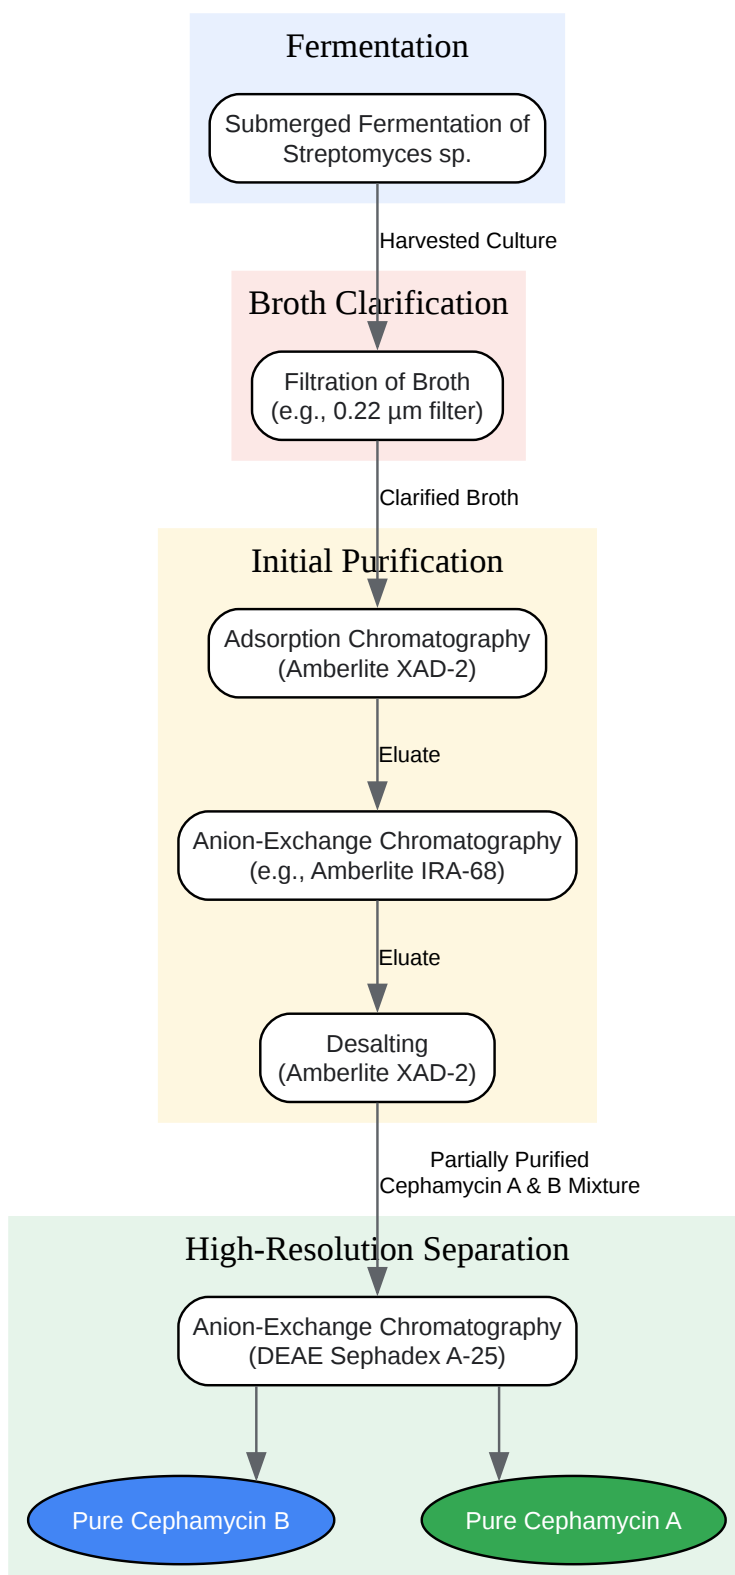 Fermentation
Submerged Fermentation of
Streptomyces sp.
Harvested Culture
Broth Clarification
Filtration of Broth
(e.g., 0.22 µm filter)
Clarified Broth
Initial Purification
Adsorption Chromatography
(Amberlite XAD-2)
Eluate
Anion-Exchange Chromatography
(e.g., Amberlite IRA-68)
Eluate
Desalting
(Amberlite XAD-2)
Partially Purified
Cephamycin A & B Mixture
High-Resolution Separation
Anion-Exchange Chromatography
(DEAE Sephadex A-25)
Pure Cephamycin B
Pure Cephamycin A